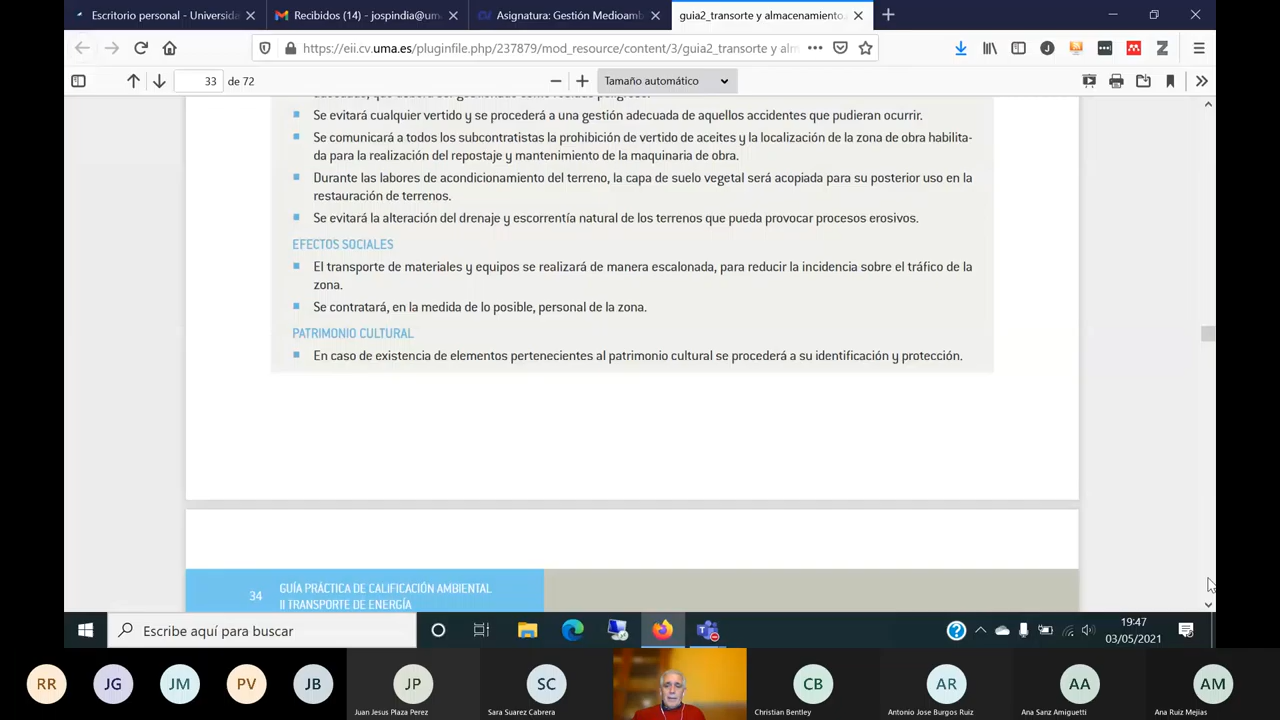 Escritorio personal - Universida
Recibidos (14) - jospindia@um
Asignatura: Gestión Medioamb
guia2_transorte y almacenamiento.
https://eii.cv.uma.es/pluginfile.php/237879/mod_resource/content/3/guia2_transorte y alm
33 de 72
Tamaño automático
Se evitará cualquier vertido y se procederá a una gestión adecuada de aquellos accidentes que pudieran ocurrir.
Se comunicará a todos los subcontratistas la prohibición de vertido de aceites y la localización de la zona de obra habilita-
da para la realización del repostaje y mantenimiento de la maquinaria de obra.
Durante las labores de acondicionamiento del terreno, la capa de suelo vegetal será acopiada para su posterior uso en la
restauración de terrenos.
Se evitará la alteración del drenaje y escorrentía natural de los terrenos que pueda provocar procesos erosivos.
EFECTOS SOCIALES
El transporte de materiales y equipos se realizará de manera escalonada, para reducir la incidencia sobre el tráfico de la
zona.
Se contratará, en la medida de lo posible, personal de la zona.
PATRIMONIO CULTURAL
En caso de existencia de elementos pertenecientes al patrimonio cultural se procederá a su identificación y protección.
34
GUÍA PRÁCTICA DE CALIFICACIÓN AMBIENTAL
II TRANSPORTE DE ENERGÍA
Escribe aquí para buscar
19:47
03/05/2021
RR
JG
JM
PV
JB
JP
SC
CB
AR
AA
AM
Juan Jesus Plaza Perez
Sara Suarez Cabrera
Christian Bentley
Antonio Jose Burgos Ruiz
Ana Sanz Amiguetti
Ana Ruiz Mejias